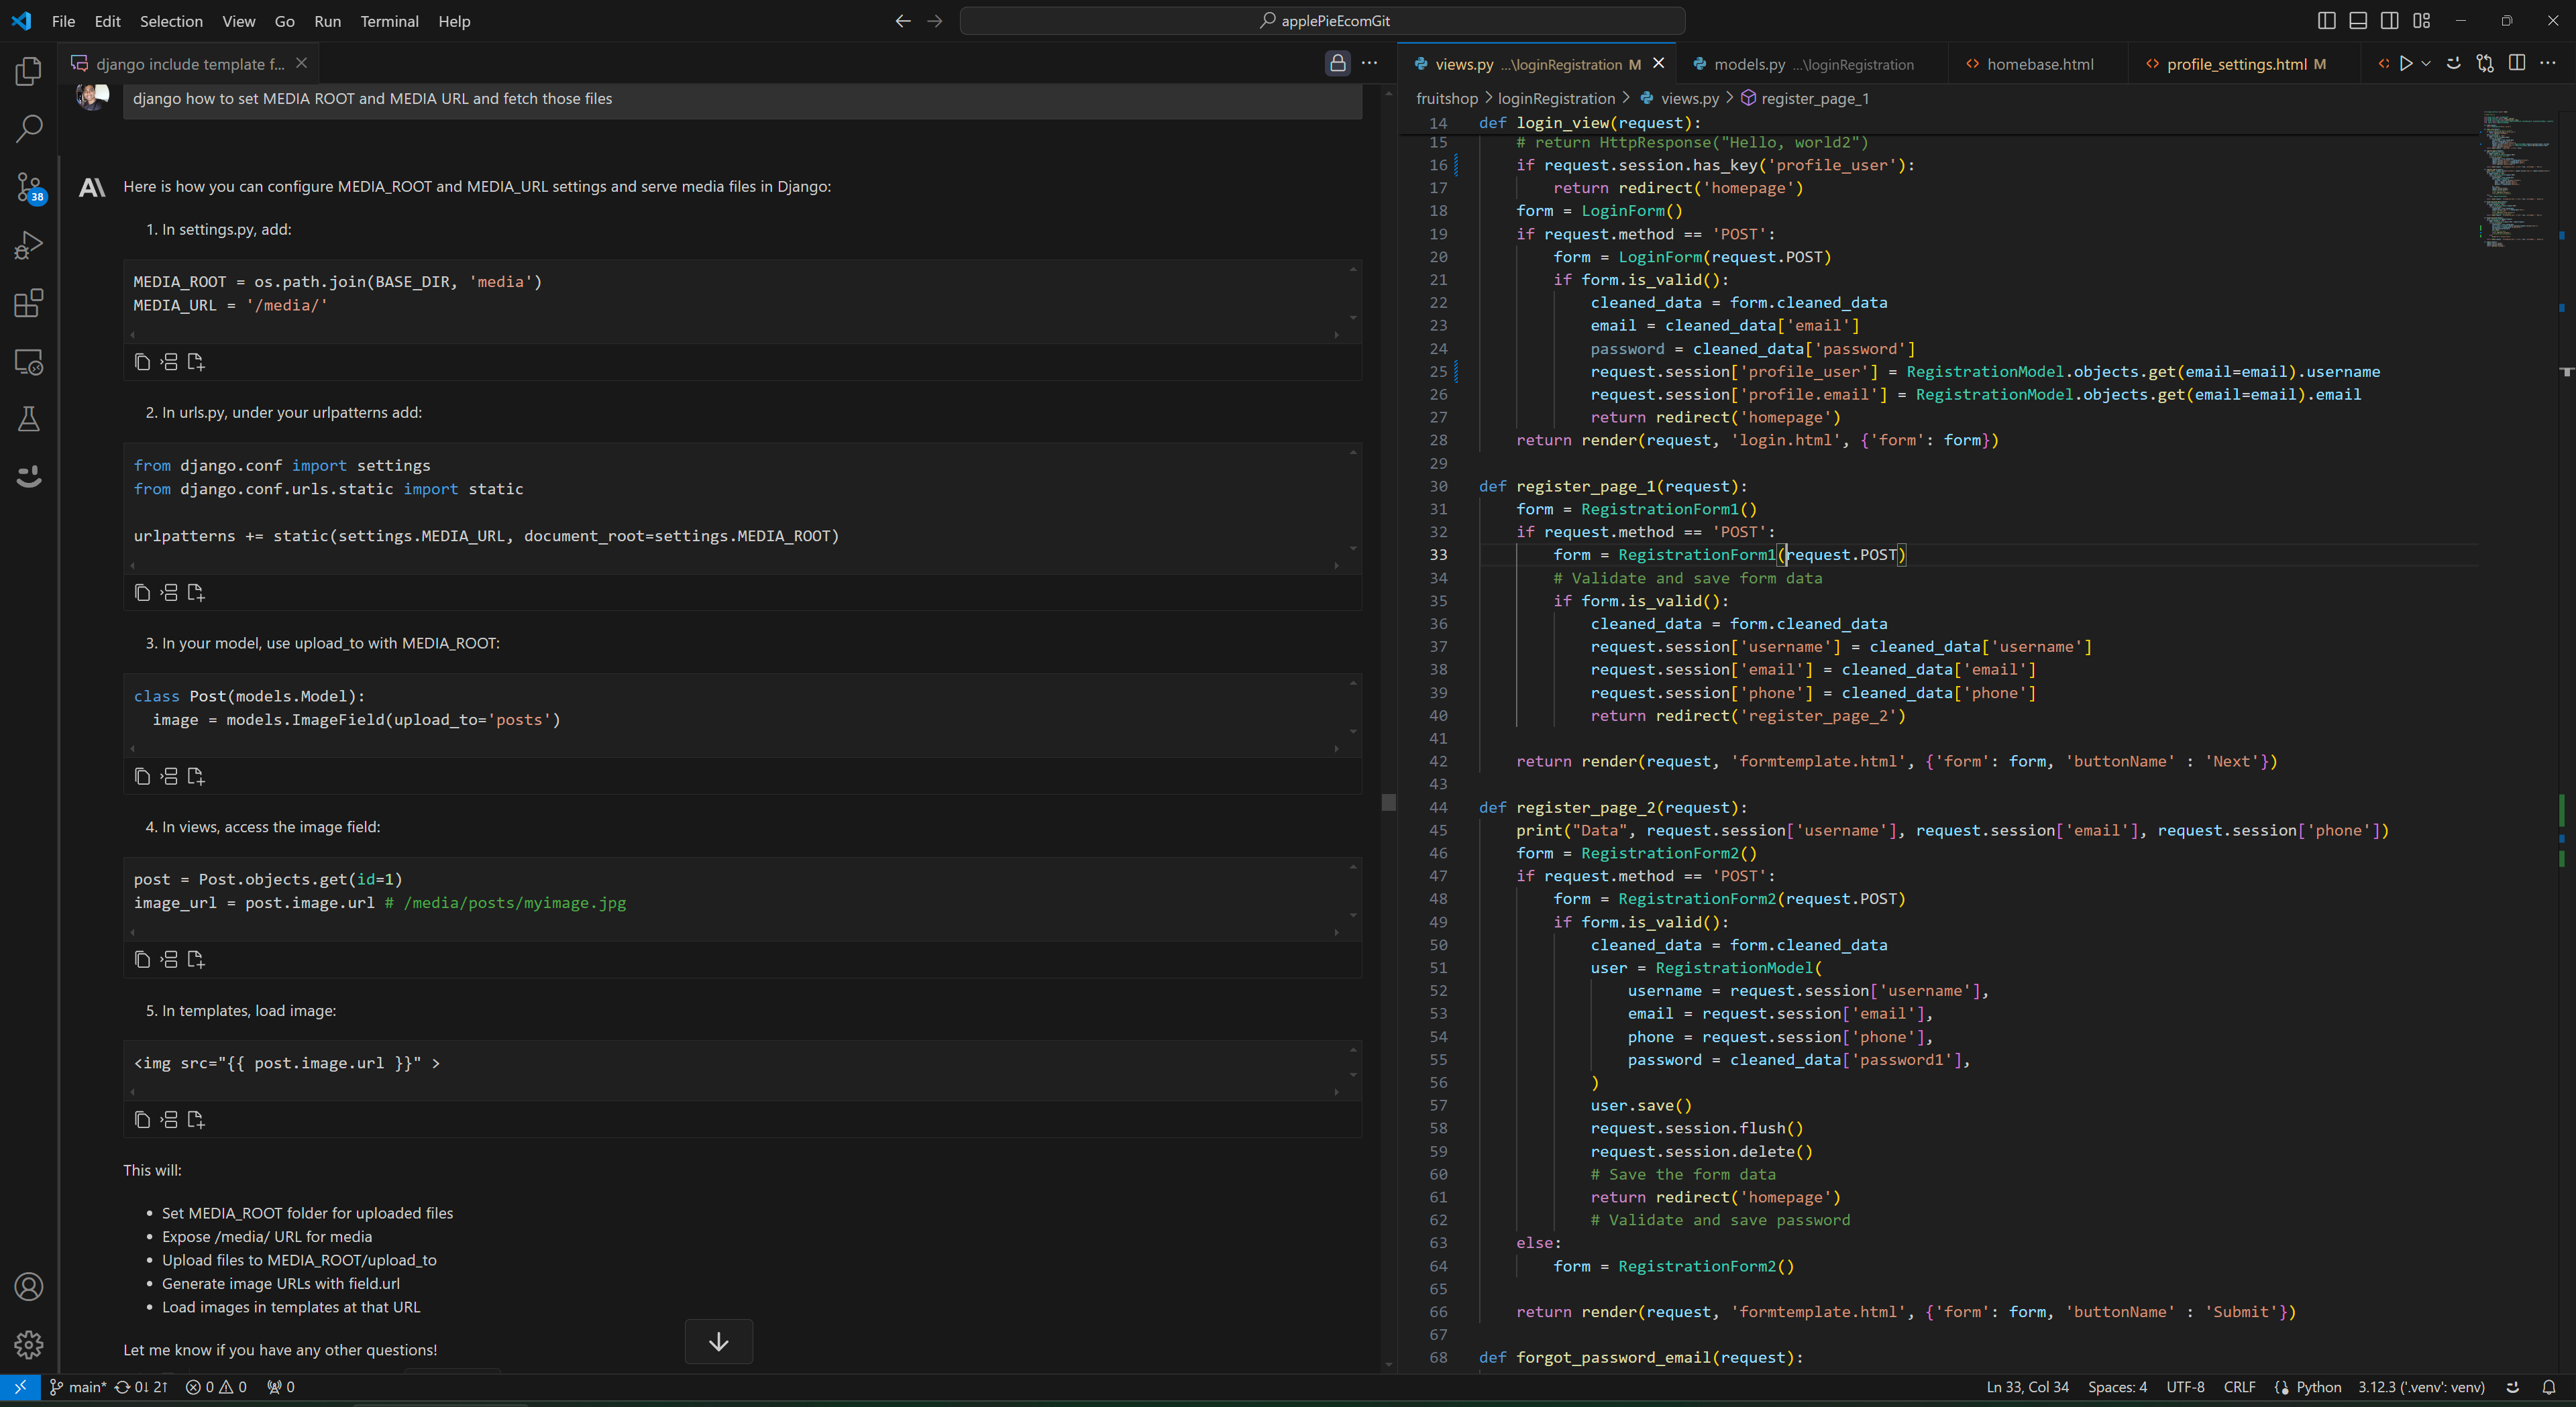 File Edit Selection View Go Run Terminal Help
applePieEcomGit
django include template f...
views.py ...\loginRegistration M
models.py ...\loginRegistration
homebase.html
profile_settings.html M
django how to set MEDIA ROOT and MEDIA URL and fetch those files
38
Here is how you can configure MEDIA_ROOT and MEDIA_URL settings and serve media files in Django:
1. In settings.py, add:
MEDIA_ROOT = os.path.join(BASE_DIR, 'media')
MEDIA_URL = '/media/'
2. In urls.py, under your urlpatterns add:
from django.conf import settings
from django.conf.urls.static import static
urlpatterns += static(settings.MEDIA_URL, document_root=settings.MEDIA_ROOT)
3. In your model, use upload_to with MEDIA_ROOT:
class Post(models.Model):
image = models.ImageField(upload_to='posts')
4. In views, access the image field:
post = Post.objects.get(id=1)
image_url = post.image.url # /media/posts/myimage.jpg
5. In templates, load image:
<img src="{{ post.image.url }}" >
This will:
• Set MEDIA_ROOT folder for uploaded files
• Expose /media/ URL for media
• Upload files to MEDIA_ROOT/upload_to
• Generate image URLs with field.url
• Load images in templates at that URL
Let me know if you have any other questions!
fruitshop > loginRegistration > views.py > register_page_1
14 def login_view(request):
15 # return HttpResponse("Hello, world2")
16 if request.session.has_key('profile_user'):
17 return redirect('homepage')
18 form = LoginForm()
19 if request.method == 'POST':
20 form = LoginForm(request.POST)
21 if form.is_valid():
22 cleaned_data = form.cleaned_data
23 email = cleaned_data['email']
24 password = cleaned_data['password']
25 request.session['profile_user'] = RegistrationModel.objects.get(email=email).username
26 request.session['profile.email'] = RegistrationModel.objects.get(email=email).email
27 return redirect('homepage')
28 return render(request, 'login.html', {'form': form})
29
30 def register_page_1(request):
31 form = RegistrationForm1()
32 if request.method == 'POST':
33 form = RegistrationForm1(request.POST)
34 # Validate and save form data
35 if form.is_valid():
36 cleaned_data = form.cleaned_data
37 request.session['username'] = cleaned_data['username']
38 request.session['email'] = cleaned_data['email']
39 request.session['phone'] = cleaned_data['phone']
40 return redirect('register_page_2')
41
42 return render(request, 'formtemplate.html', {'form': form, 'buttonName' : 'Next'})
43
44 def register_page_2(request):
45 print("Data", request.session['username'], request.session['email'], request.session['phone'])
46 form = RegistrationForm2()
47 if request.method == 'POST':
48 form = RegistrationForm2(request.POST)
49 if form.is_valid():
50 cleaned_data = form.cleaned_data
51 user = RegistrationModel(
52 username = request.session['username'],
53 email = request.session['email'],
54 phone = request.session['phone'],
55 password = cleaned_data['password1'],
56 )
57 user.save()
58 request.session.flush()
59 request.session.delete()
60 # Save the form data
61 return redirect('homepage')
62 # Validate and save password
63 else:
64 form = RegistrationForm2()
65
66 return render(request, 'formtemplate.html', {'form': form, 'buttonName' : 'Submit'})
67
68 def forgot_password_email(request):
main* 0↓ 2↑ 0 0 0
Ln 33, Col 34 Spaces: 4 UTF-8 CRLF Python 3.12.3 ('.venv': venv)